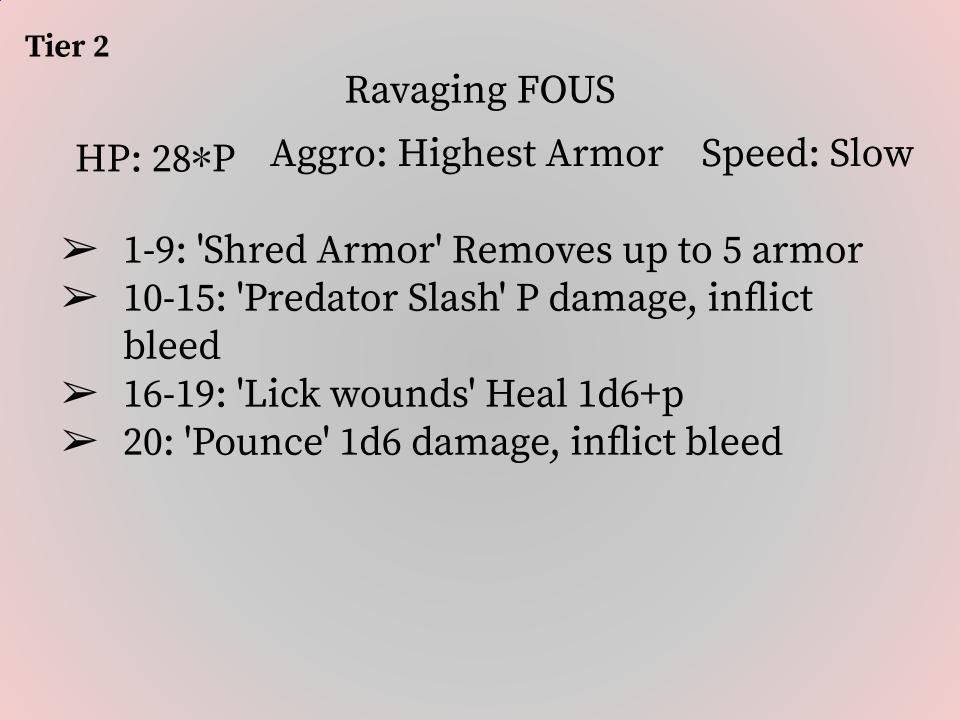 Tier 2
Ravaging FOUS
HP: 28*P Aggro: Highest Armor Speed: Slow
➢ 1-9: 'Shred Armor' Removes up to 5 armor
➢ 10-15: 'Predator Slash' P damage, inflict
bleed
➢ 16-19: 'Lick wounds' Heal 1d6+p
➢ 20: 'Pounce' 1d6 damage, inflict bleed